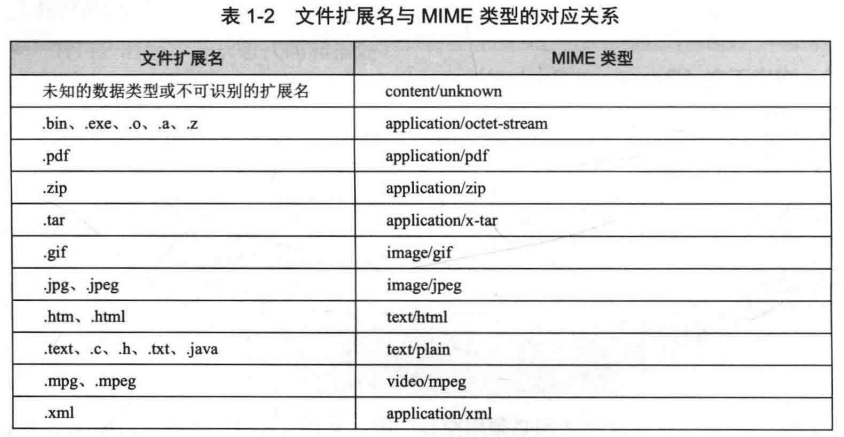 表 1-2 文件扩展名与 MIME 类型的对应关系
文件扩展名 MIME 类型
未知的数据类型或不可识别的扩展名 content/unknown
.bin、.exe、.o、.a、.z application/octet-stream
.pdf application/pdf
.zip application/zip
.tar application/x-tar
.gif image/gif
.jpg、.jpeg image/jpeg
.htm、.html text/html
.text、.c、.h、.txt、.java text/plain
.mpg、.mpeg video/mpeg
.xml application/xml